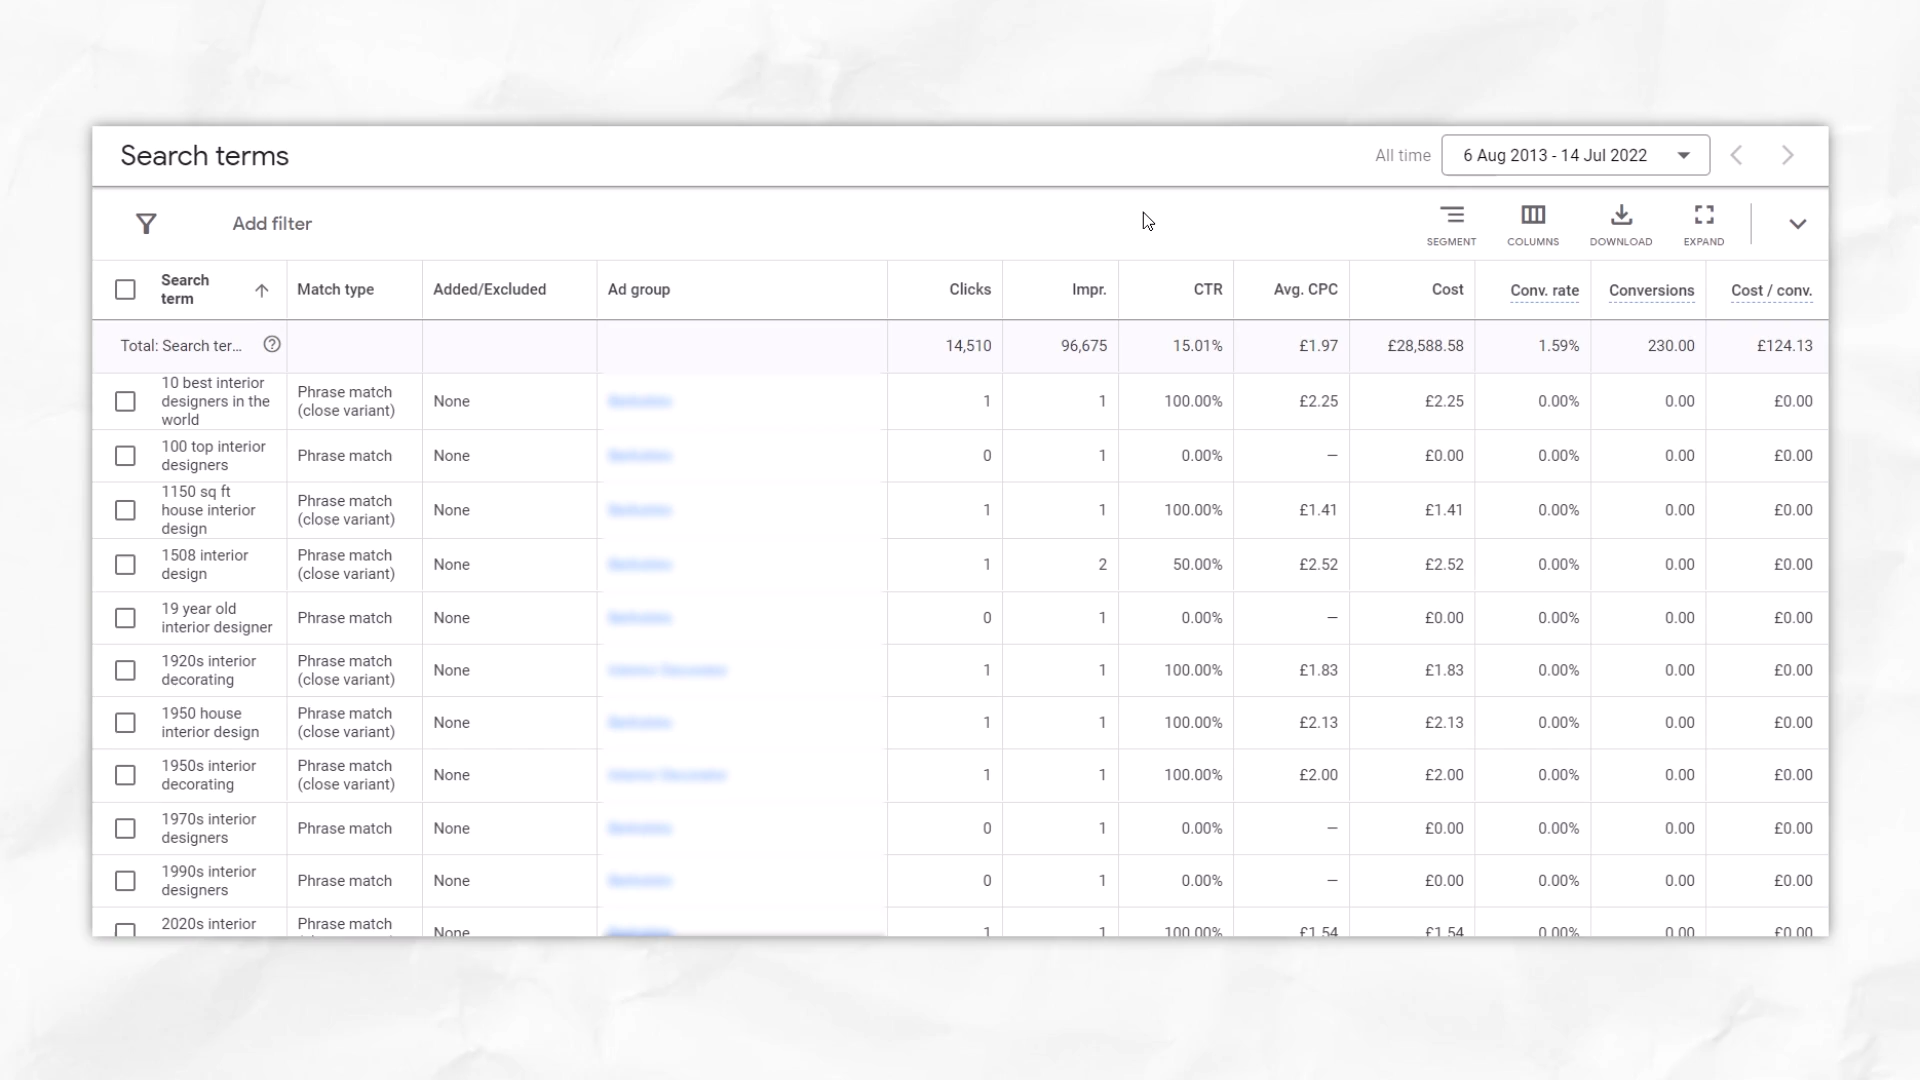 Search terms
All time 6 Aug 2013 - 14 Jul 2022
Add filter
SEGMENT COLUMNS DOWNLOAD EXPAND
Search term Match type Added/Excluded Ad group Clicks Impr. CTR Avg. CPC Cost Conv. rate Conversions Cost / conv.
Total: Search ter... 14,510 96,675 15.01% £1.97 £28,588.58 1.59% 230.00 £124.13
10 best interior designers in the world Phrase match (close variant) None 1 1 100.00% £2.25 £2.25 0.00% 0.00 £0.00
100 top interior designers Phrase match None 0 1 0.00% — £0.00 0.00% 0.00 £0.00
1150 sq ft house interior design Phrase match (close variant) None 1 1 100.00% £1.41 £1.41 0.00% 0.00 £0.00
1508 interior design Phrase match (close variant) None 1 2 50.00% £2.52 £2.52 0.00% 0.00 £0.00
19 year old interior designer Phrase match None 0 1 0.00% — £0.00 0.00% 0.00 £0.00
1920s interior decorating Phrase match (close variant) None 1 1 100.00% £1.83 £1.83 0.00% 0.00 £0.00
1950 house interior design Phrase match (close variant) None 1 1 100.00% £2.13 £2.13 0.00% 0.00 £0.00
1950s interior decorating Phrase match (close variant) None 1 1 100.00% £2.00 £2.00 0.00% 0.00 £0.00
1970s interior designers Phrase match None 0 1 0.00% — £0.00 0.00% 0.00 £0.00
1990s interior designers Phrase match None 0 1 0.00% — £0.00 0.00% 0.00 £0.00
2020s interior Phrase match None 1 1 100.00% £1.54 £1.54 0.00% 0.00 £0.00